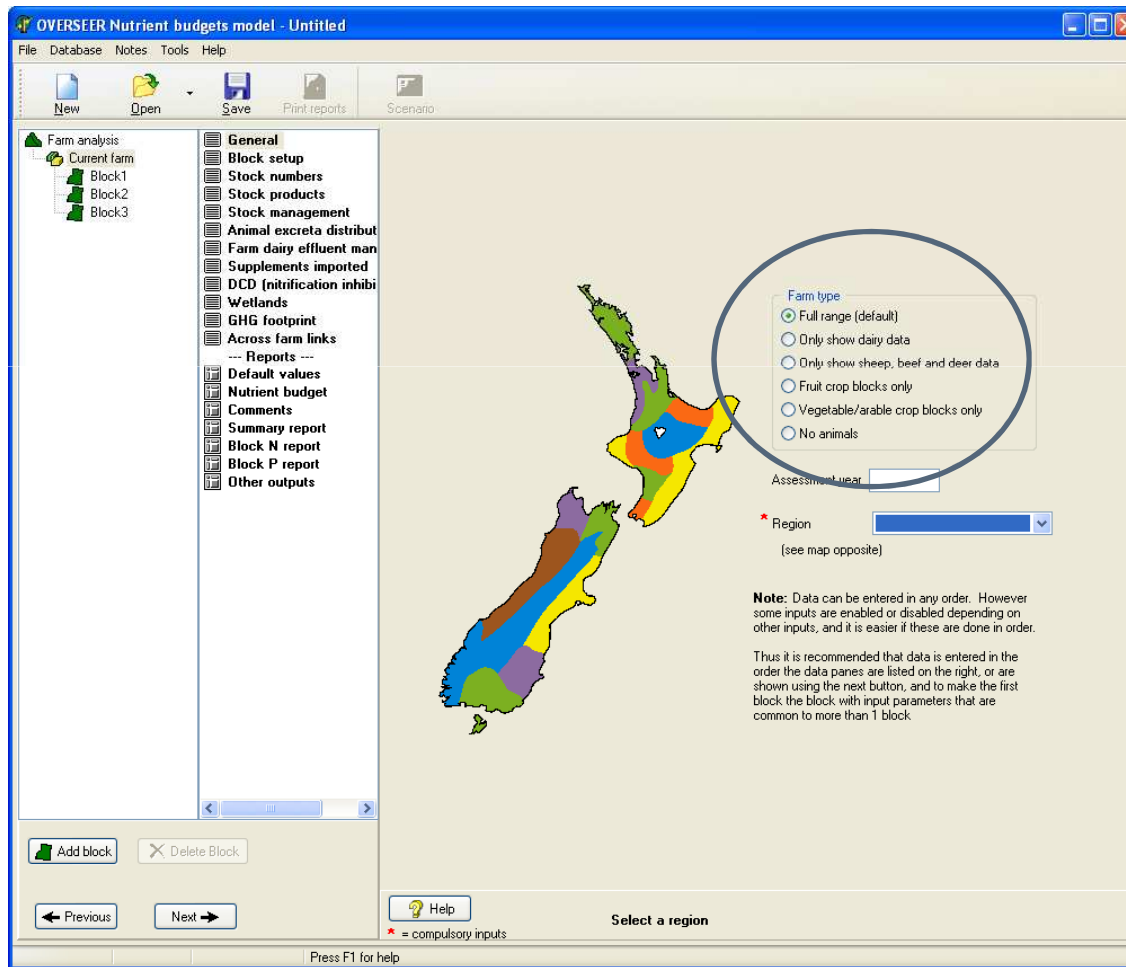 OVERSEER Nutrient budgets model - Untitled
File Database Notes Tools Help
New Open Save Print reports Scenario
Farm analysis
Current farm
Block1
Block2
Block3
General
Block setup
Stock numbers
Stock products
Stock management
Animal excreta distribut
Farm dairy effluent man
Supplements imported
DCD (nitrification inhibi
Wetlands
GHG footprint
Across farm links
--- Reports ---
Default values
Nutrient budget
Comments
Summary report
Block N report
Block P report
Other outputs
Farm type
Full range (default)
Only show dairy data
Only show sheep, beef and deer data
Fruit crop blocks only
Vegetable/arable crop blocks only
No animals
Assessment year
* Region
(see map opposite)
Note: Data can be entered in any order. However
some inputs are enabled or disabled depending on
other inputs, and it is easier if these are done in order.
Thus it is recommended that data is entered in the
order the data panes are listed on the right, or are
shown using the next button, and to make the first
block the block with input parameters that are
common to more than 1 block
Add block Delete Block
Previous Next
Help
* = compulsory inputs
Select a region
Press F1 for help